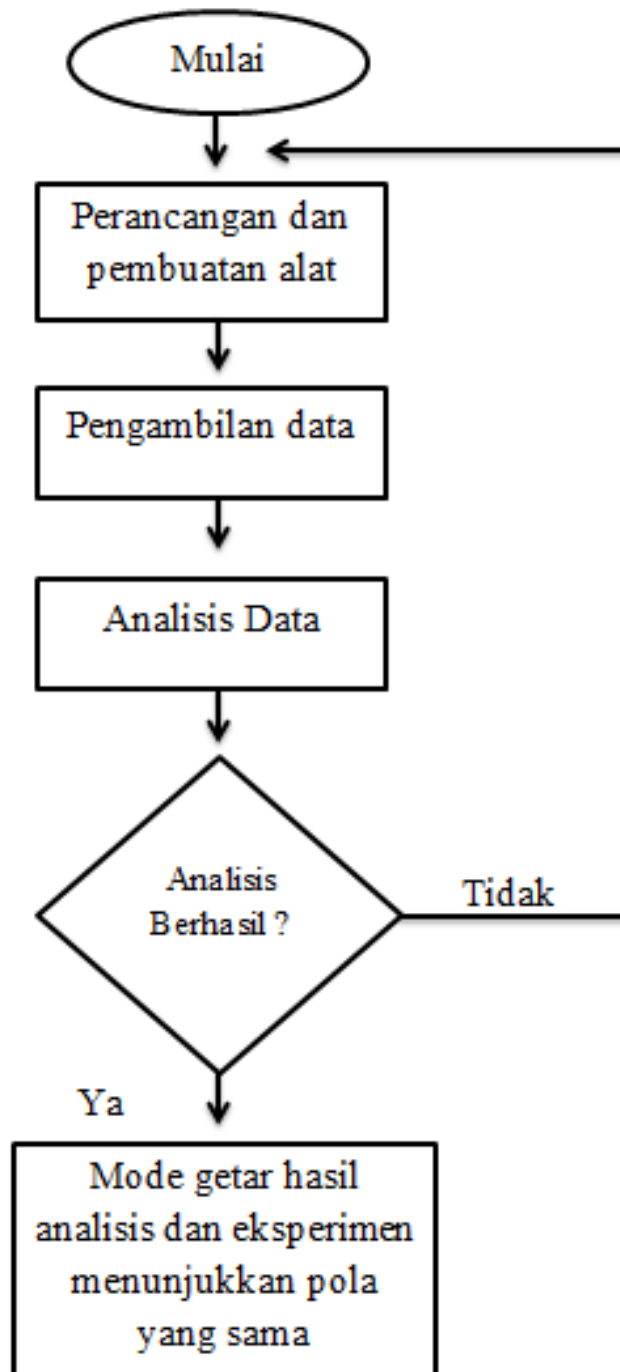 Mulai
Perancangan dan
pembuatan alat
Pengambilan data
Analisis Data
Analisis
Berhasil ?
Tidak
Ya
Mode getar hasil
analisis dan eksperimen
menunjukkan pola
yang sama